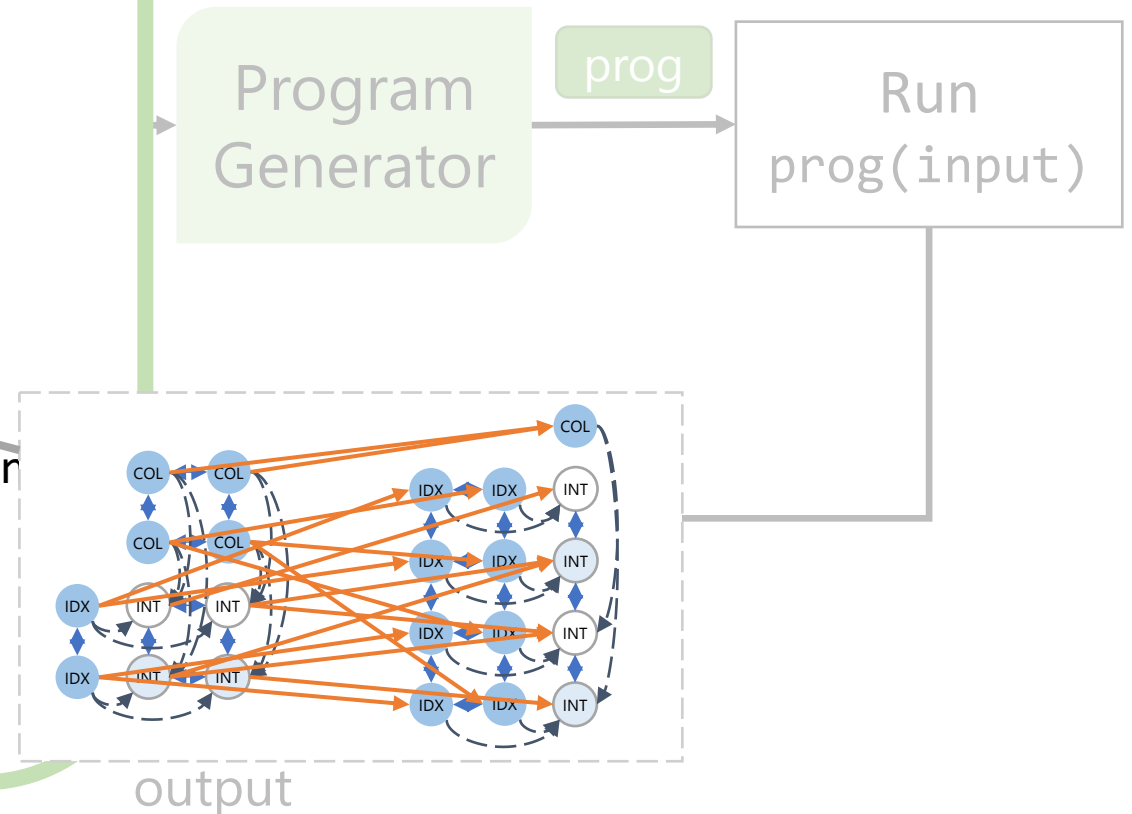 Program
Generator
prog
Run
prog(input)
COL
COL COL
IDX IDX INT
COL COL
IDX IDX INT
IDX INT INT
IDX IDX INT
IDX INT INT
IDX IDX INT
output